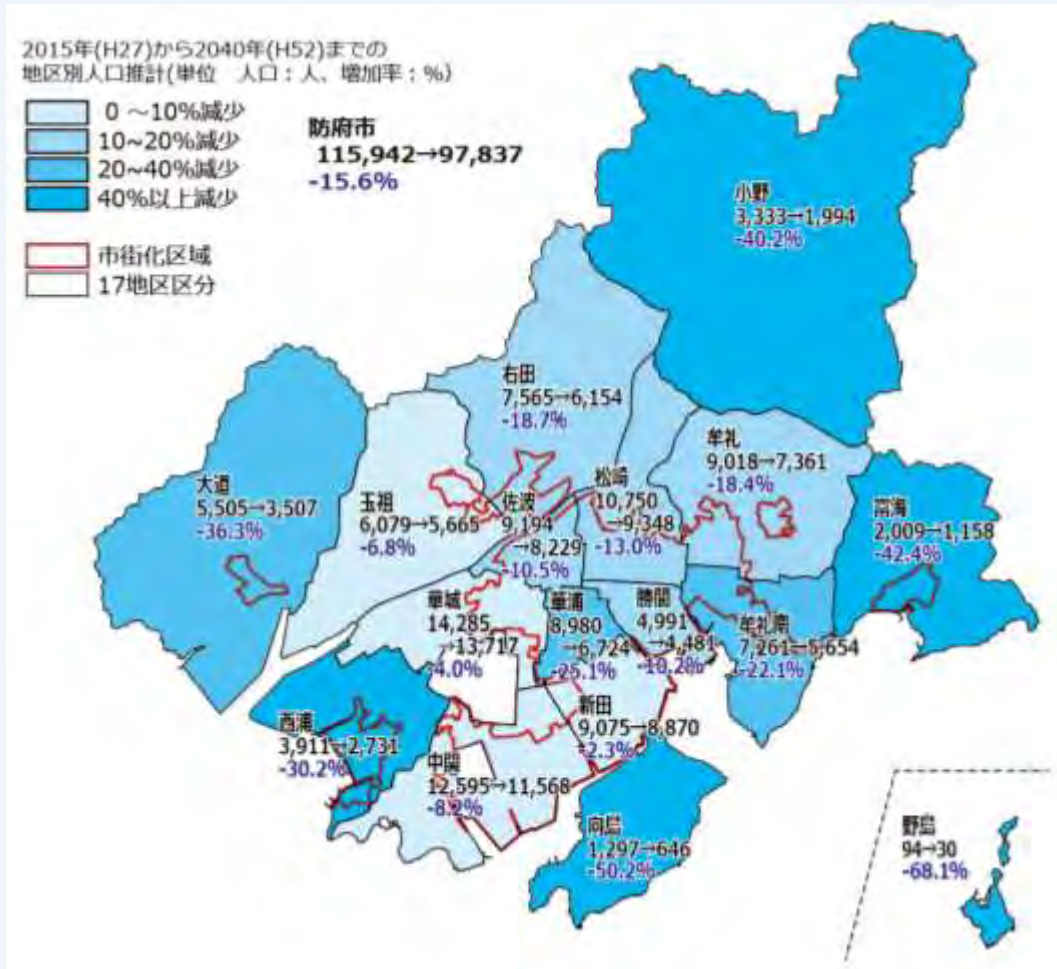 2015年(H27)から2040年(H52)までの
地区別人口推計(単位　人口：人、増加率：%)
0 ～10%減少
10~20%減少
20~40%減少
40%以上減少
市街化区域
17地区区分
防府市
115,942→97,837
-15.6%
小野
3,333→1,994
-40.2%
右田
7,565→6,154
-18.7%
牟礼
9,018→7,361
-18.4%
大道
5,505→3,507
-36.3%
玉祖
6,079→5,665
-6.8%
佐波
9,194
→8,229
-10.5%
松崎
10,750
→9,348
-13.0%
富海
2,009→1,158
-42.4%
華城
14,285
→13,717
-4.0%
華浦
8,980
→6,724
-25.1%
勝間
4,991
→4,481
-10.2%
牟礼南
7,261→5,654
-22.1%
西浦
3,911→2,731
-30.2%
中関
12,595→11,568
-8.2%
新田
9,075→8,870
-2.3%
向島
1,297→646
-50.2%
野島
94→30
-68.1%